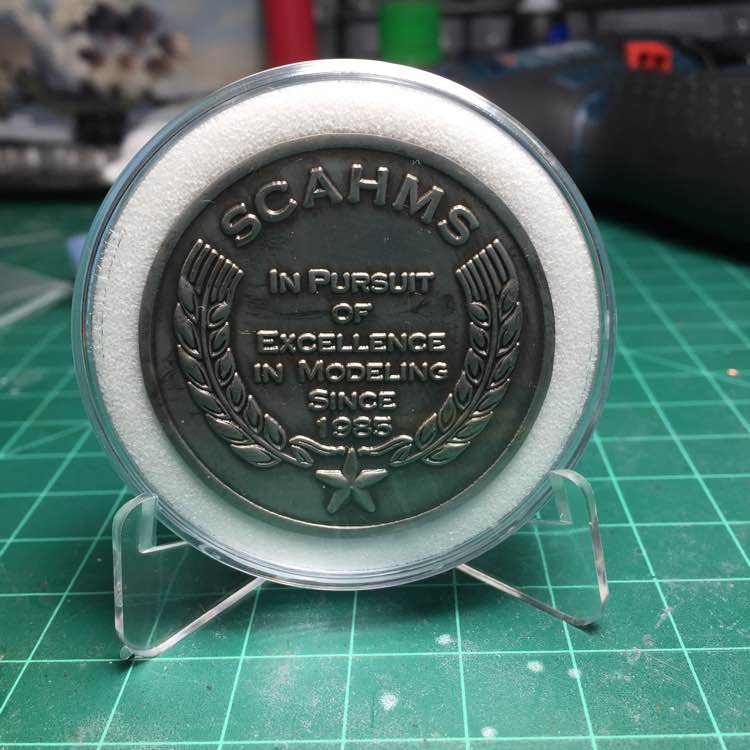 SCAHMS
IN PURSUIT
OF
EXCELLENCE
IN MODELING
SINCE
1985